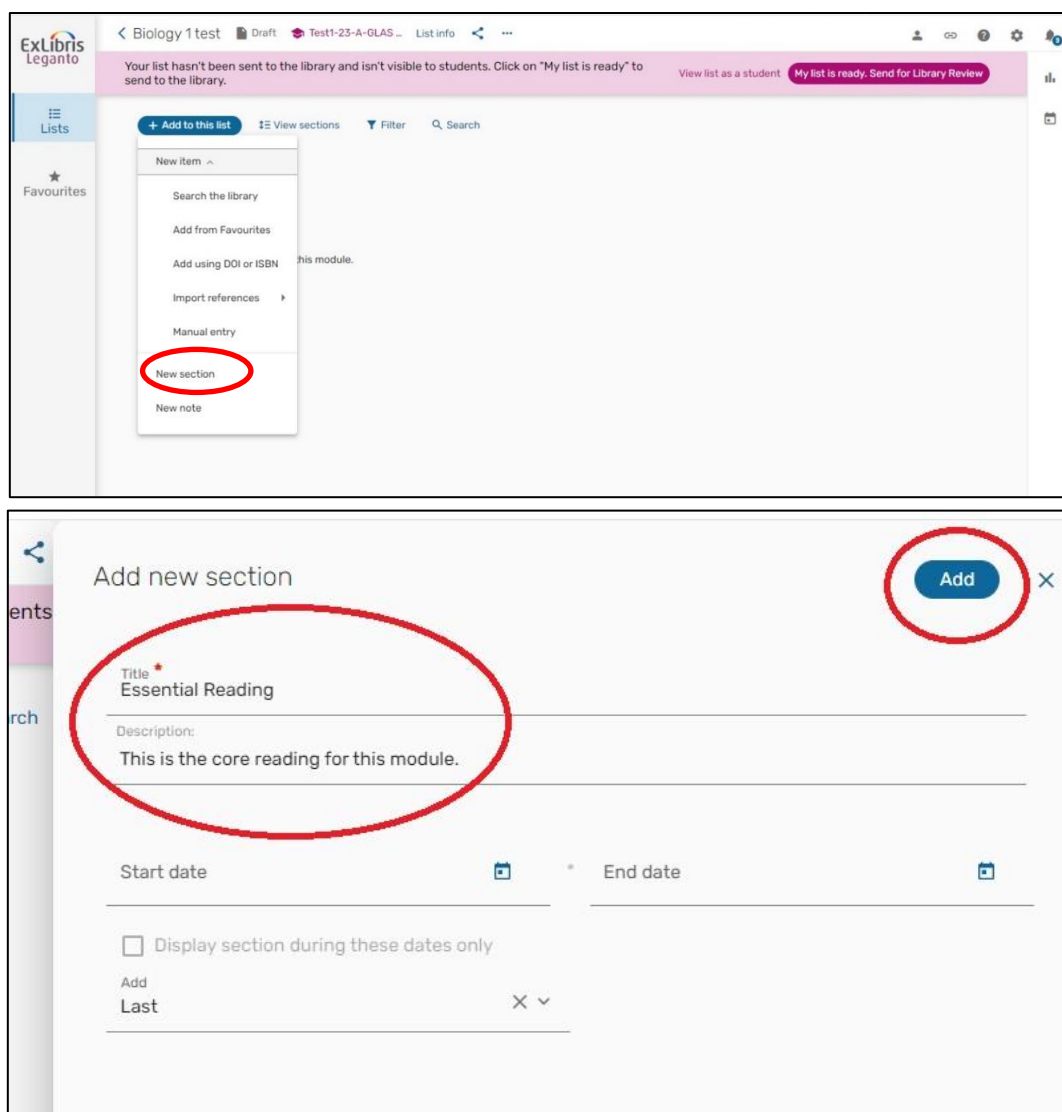 ExLibris
Leganto
Biology 1 test Draft Test1-23-A-GLAS ... List info
Your list hasn't been sent to the library and isn't visible to students. Click on "My list is ready" to
send to the library.
View list as a student My list is ready. Send for Library Review
Lists
Favourites
+ Add to this list View sections Filter Search
New item
Search the library
Add from Favourites
Add using DOI or ISBN
this module.
Import references
Manual entry
New section
New note
ents
rch
Add new section
Add
Title *
Essential Reading
Description:
This is the core reading for this module.
Start date
End date
Display section during these dates only
Add
Last